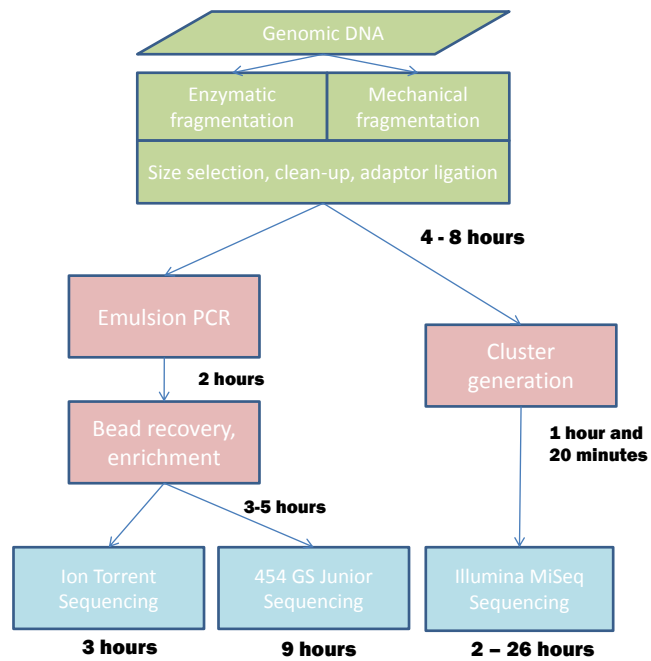 Genomic DNA
Enzymatic
fragmentation
Mechanical
fragmentation
Size selection, clean-up, adaptor ligation
4 - 8 hours
Emulsion PCR
Cluster
generation
2 hours
Bead recovery,
enrichment
1 hour and
20 minutes
3-5 hours
Ion Torrent
Sequencing
454 GS Junior
Sequencing
Illumina MiSeq
Sequencing
3 hours
9 hours
2 – 26 hours